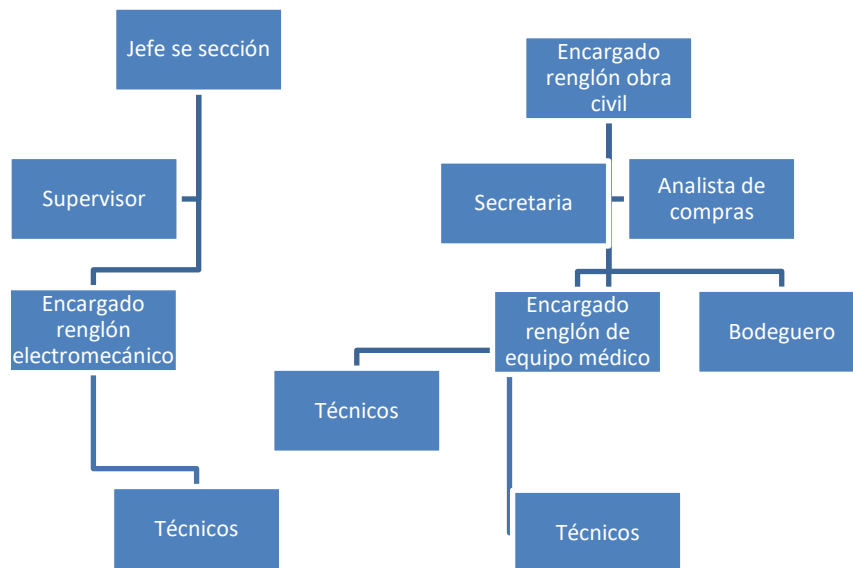 Jefe se sección
Encargado
renglón obra
civil
Supervisor
Secretaria
Analista de
compras
Encargado
renglón
electromecánico
Encargado
renglón de
equipo médico
Bodeguero
Técnicos
Técnicos
Técnicos